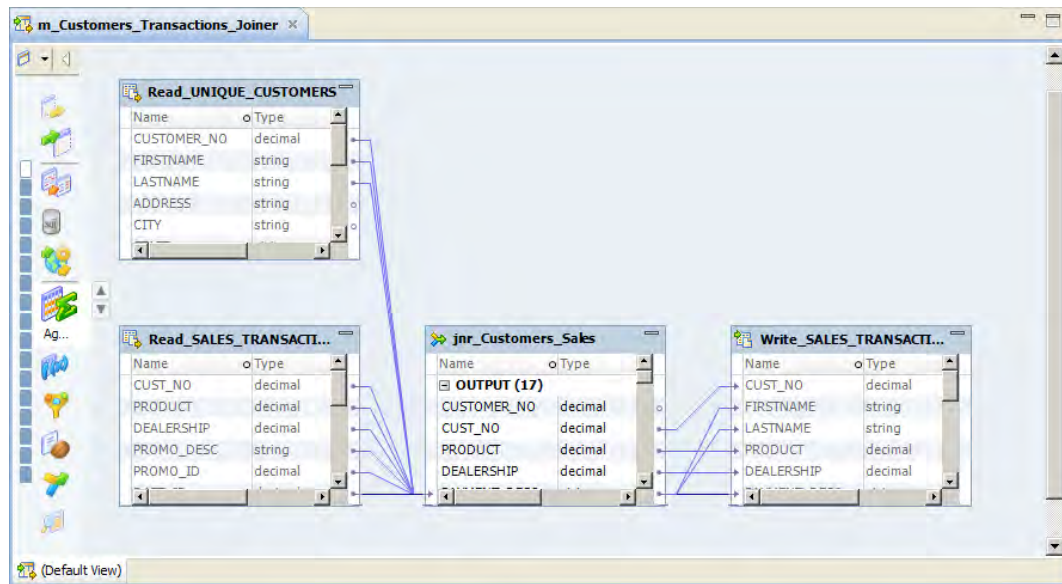 m_Customers_Transactions_Joiner
Read_UNIQUE_CUSTOMERS
Name Type
CUSTOMER_NO decimal
FIRSTNAME string
LASTNAME string
ADDRESS string
CITY string
Ag...
Read_SALES_TRANSACTI...
Name Type
CUST_NO decimal
PRODUCT decimal
DEALERSHIP decimal
PROMO_DESC string
PROMO_ID decimal
jnr_Customers_Sales
Name Type
OUTPUT (17)
CUSTOMER_NO decimal
CUST_NO decimal
PRODUCT decimal
DEALERSHIP decimal
Write_SALES_TRANSACTI...
Name Type
CUST_NO decimal
FIRSTNAME string
LASTNAME string
PRODUCT decimal
DEALERSHIP decimal
(Default View)